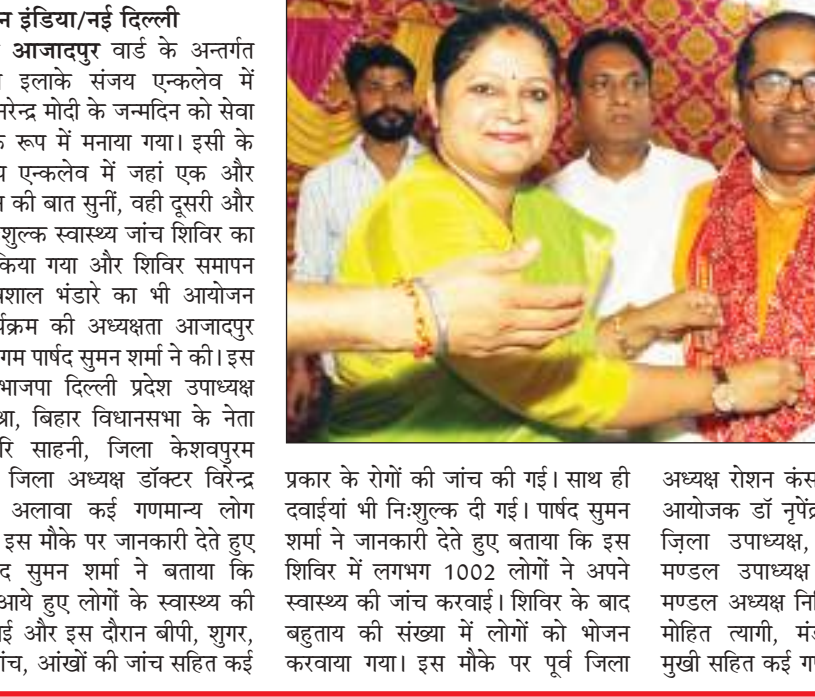 न इंडिया/नई दिल्ली
आजादपुर वार्ड के अन्तर्गत
इलाके संजय एन्कलेव में
नरेन्द्र मोदी के जन्मदिन को सेवा
रूप में मनाया गया। इसी के
एन्कलेव में जहां एक और
की बात सुनीं, वही दूसरी और
शुल्क स्वास्थ्य जांच शिविर का
किया गया और शिविर समापन
शाल भंडारे का भी आयोजन
र्यक्रम की अध्यक्षता आजादपुर
गम पार्षद सुमन शर्मा ने की। इस
भाजपा दिल्ली प्रदेश उपाध्यक्ष
श्रा, बिहार विधानसभा के नेता
रि साहनी, जिला केशवपुरम
जिला अध्यक्ष डॉक्टर विरेन्द्र
अलावा कई गणमान्य लोग
इस मौके पर जानकारी देते हुए
द सुमन शर्मा ने बताया कि
आये हुए लोगों के स्वास्थ्य की
ई और इस दौरान बीपी, शुगर,
ांच, आंखों की जांच सहित कई
प्रकार के रोगों की जांच की गई। साथ ही
दवाईयां भी निःशुल्क दी गई। पार्षद सुमन
शर्मा ने जानकारी देते हुए बताया कि इस
शिविर में लगभग 1002 लोगों ने अपने
स्वास्थ्य की जांच करवाई। शिविर के बाद
बहुताय की संख्या में लोगों को भोजन
करवाया गया। इस मौके पर पूर्व जिला
अध्यक्ष रोशन कंस
आयोजक डॉ नृपेंद्र
ज़िला उपाध्यक्ष,
मण्डल उपाध्यक्ष
मण्डल अध्यक्ष नि
मोहित त्यागी, मं
मुखी सहित कई ग